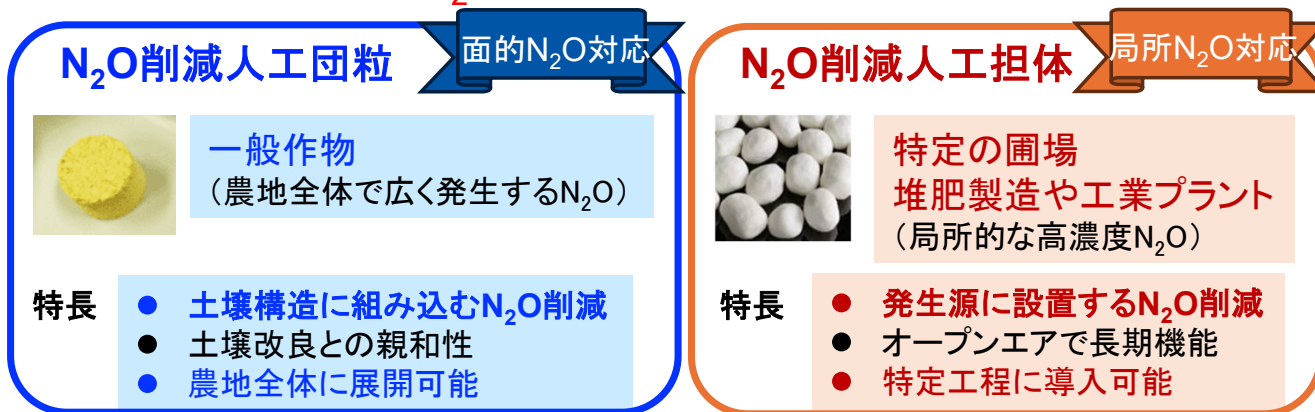 2
面的N₂O対応
N₂O削減人工団粒
一般作物
（農地全体で広く発生するN₂O）
特長
● 土壌構造に組み込むN₂O削減
● 土壌改良との親和性
● 農地全体に展開可能
局所N₂O対応
N₂O削減人工担体
特定の圃場
堆肥製造や工業プラント
（局所的な高濃度N₂O）
特長
● 発生源に設置するN₂O削減
● オープンエアで長期機能
● 特定工程に導入可能